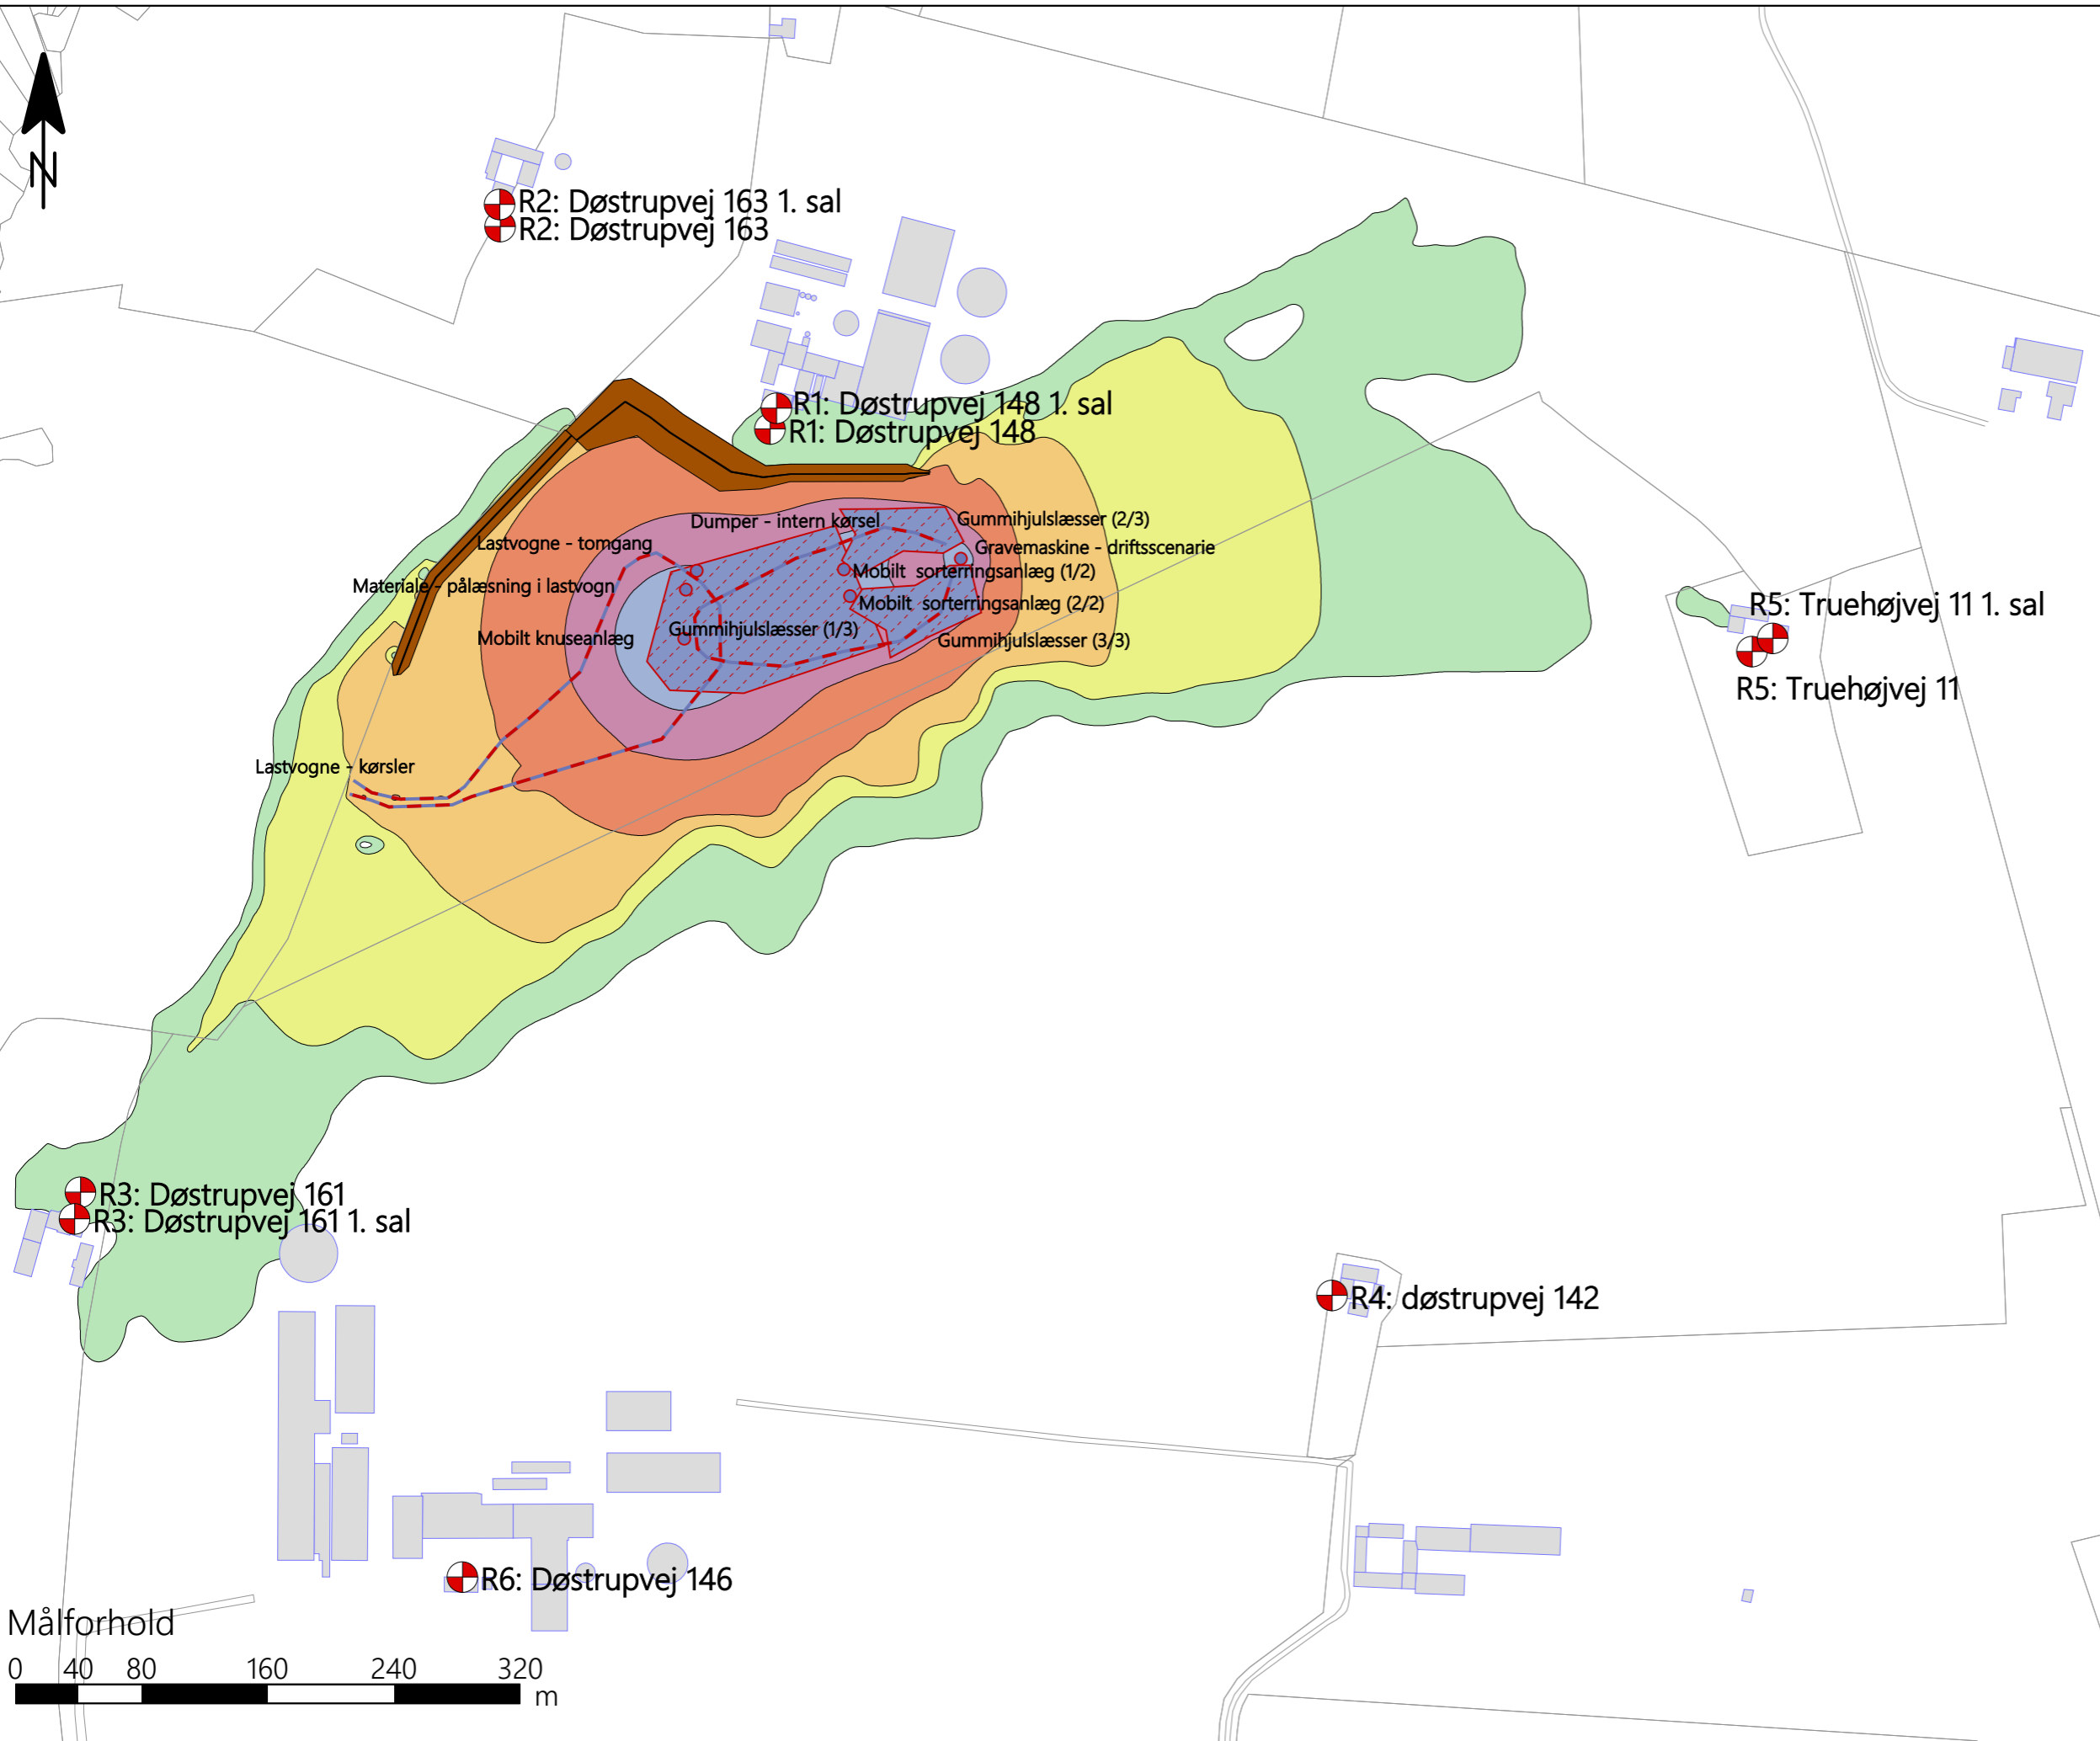 N
R2: Døstrupvej 163 1. sal
R2: Døstrupvej 163
R1: Døstrupvej 148 1. sal
R1: Døstrupvej 148
Dumper - intern kørsel
Gummihjulslæsser (2/3)
Lastvogne - tomgang
Gravemaskine - driftsscenarie
Mobilt sorterringsanlæg (1/2)
Materiale - pålæsning i lastvogn
Mobilt sorterringsanlæg (2/2)
Gummihjulslæsser (1/3)
Mobilt knuseanlæg
Gummihjulslæsser (3/3)
R5: Truehøjvej 11 1. sal
R5: Truehøjvej 11
Lastvogne - kørsler
R3: Døstrupvej 161
R3: Døstrupvej 161 1. sal
R4: døstrupvej 142
R6: Døstrupvej 146
Målforhold
0 40 80 160 240 320
m